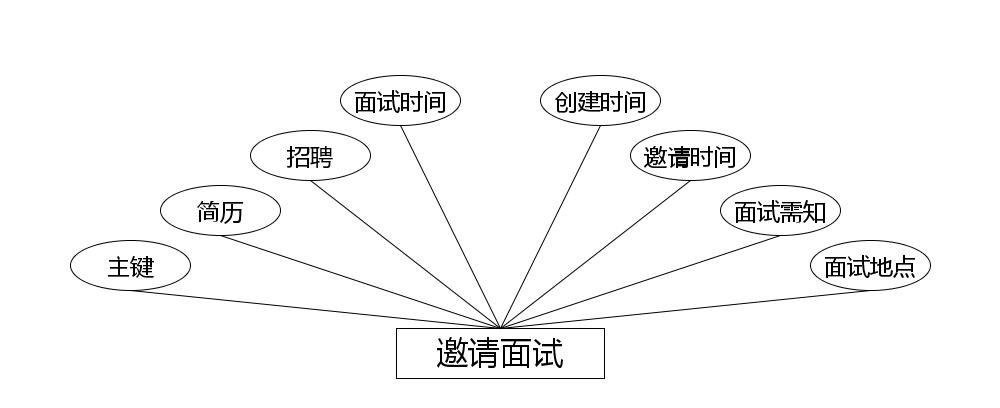 面试时间
创建时间
招聘
邀请时间
简历
面试需知
主键
面试地点
邀请面试